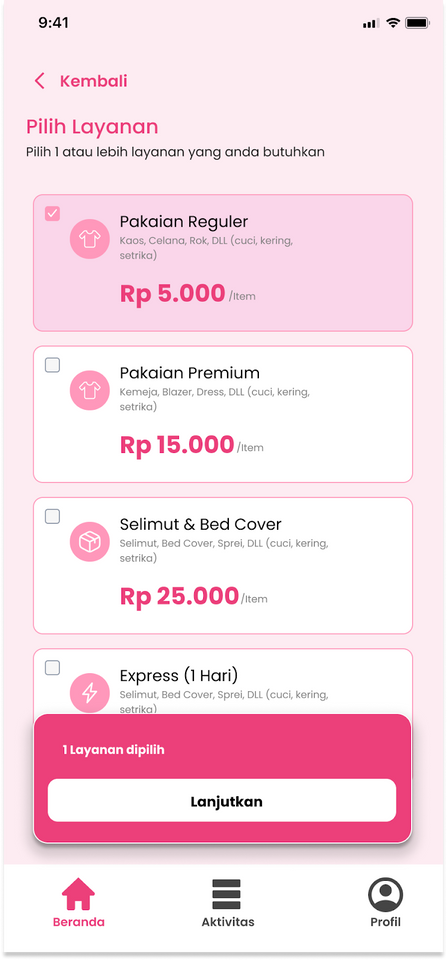 9:41
Kembali
Pilih Layanan
Pilih 1 atau lebih layanan yang anda butuhkan
Pakaian Reguler
Kaos, Celana, Rok, DLL (cuci, kering,
setrika)
Rp 5.000 /Item
Pakaian Premium
Kemeja, Blazer, Dress, DLL (cuci, kering,
setrika)
Rp 15.000 /Item
Selimut & Bed Cover
Selimut, Bed Cover, Sprei, DLL (cuci, kering,
setrika)
Rp 25.000 /Item
Express (1 Hari)
Selimut, Bed Cover, Sprei, DLL (cuci, kering,
setrika)
1 Layanan dipilih
Lanjutkan
Beranda
Aktivitas
Profil